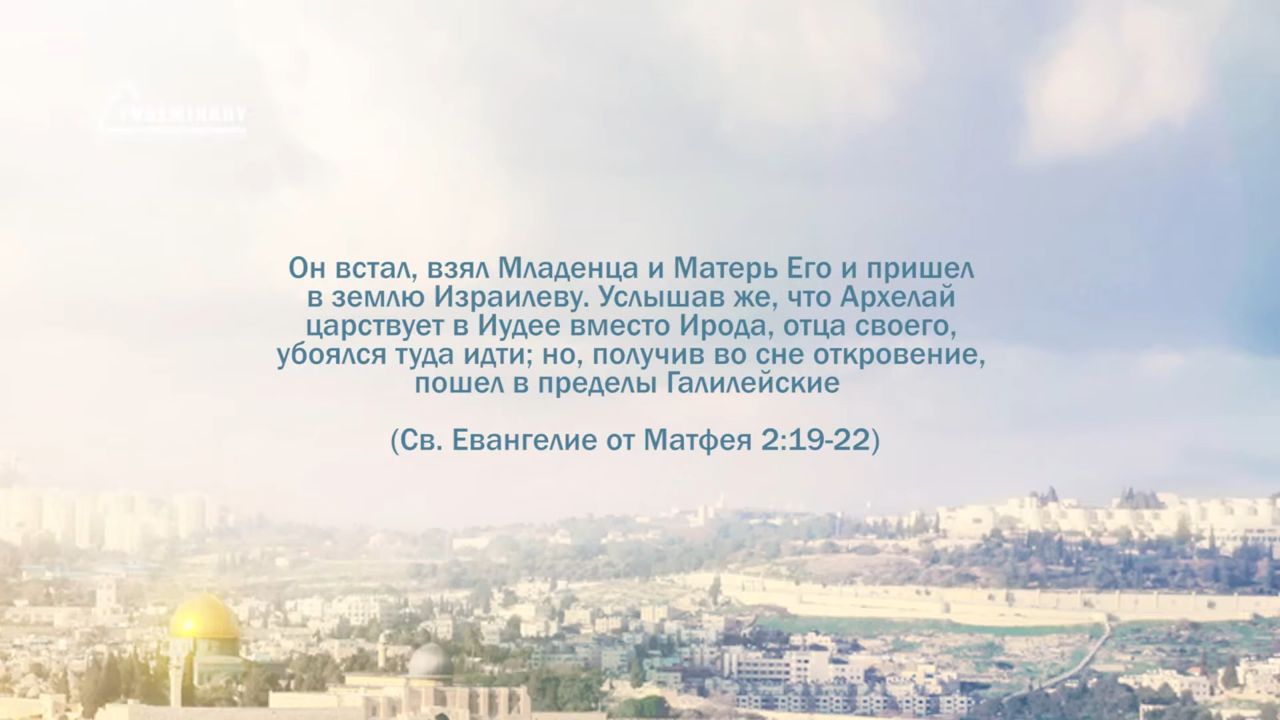 Он встал, взял Младенца и Матерь Его и пришел
в землю Израилеву. Услышав же, что Архелай
царствует в Иудее вместо Ирода, отца своего,
убоялся туда идти; но, получив во сне откровение,
пошел в пределы Галилейские
(Св. Евангелие от Матфея 2:19-22)